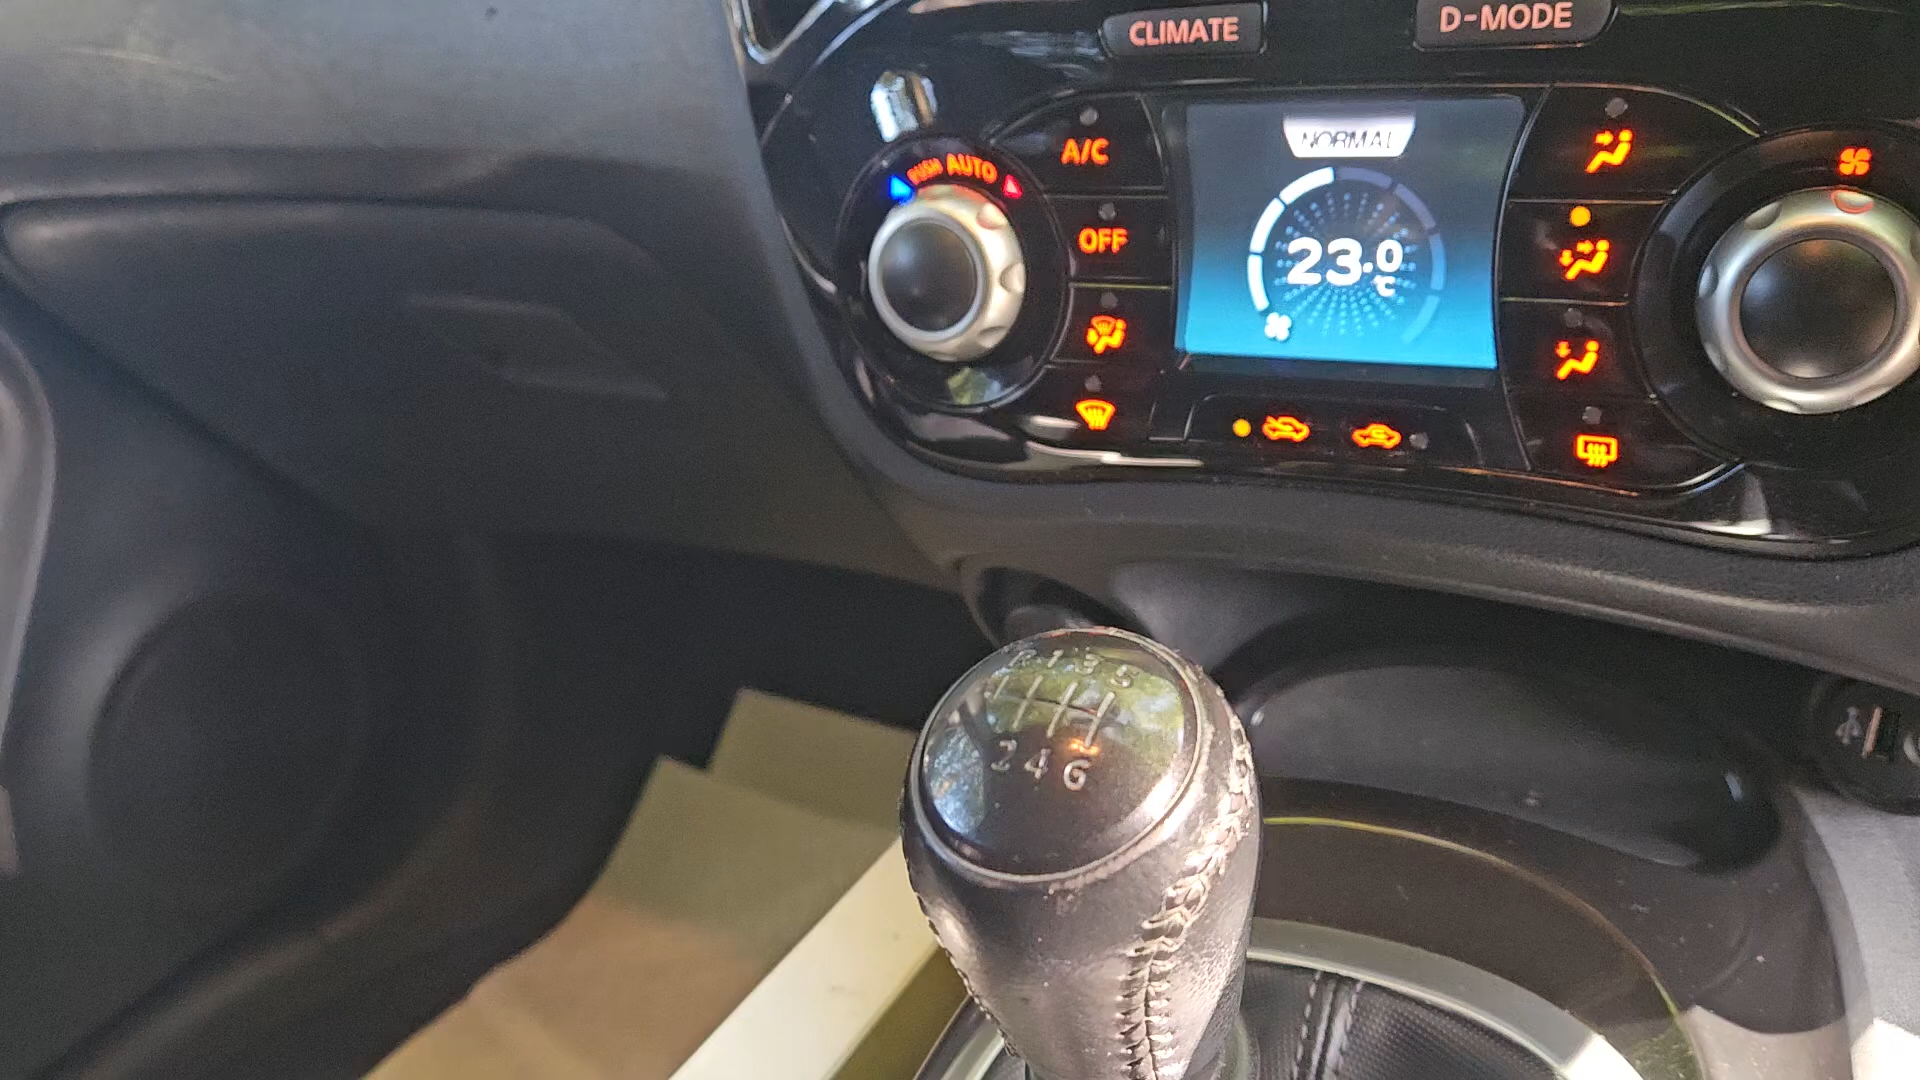 CLIMATE
D-MODE
PUSH AUTO
A/C
OFF
NORMAL
23.0
°C
R 1 3 5
2 4 6